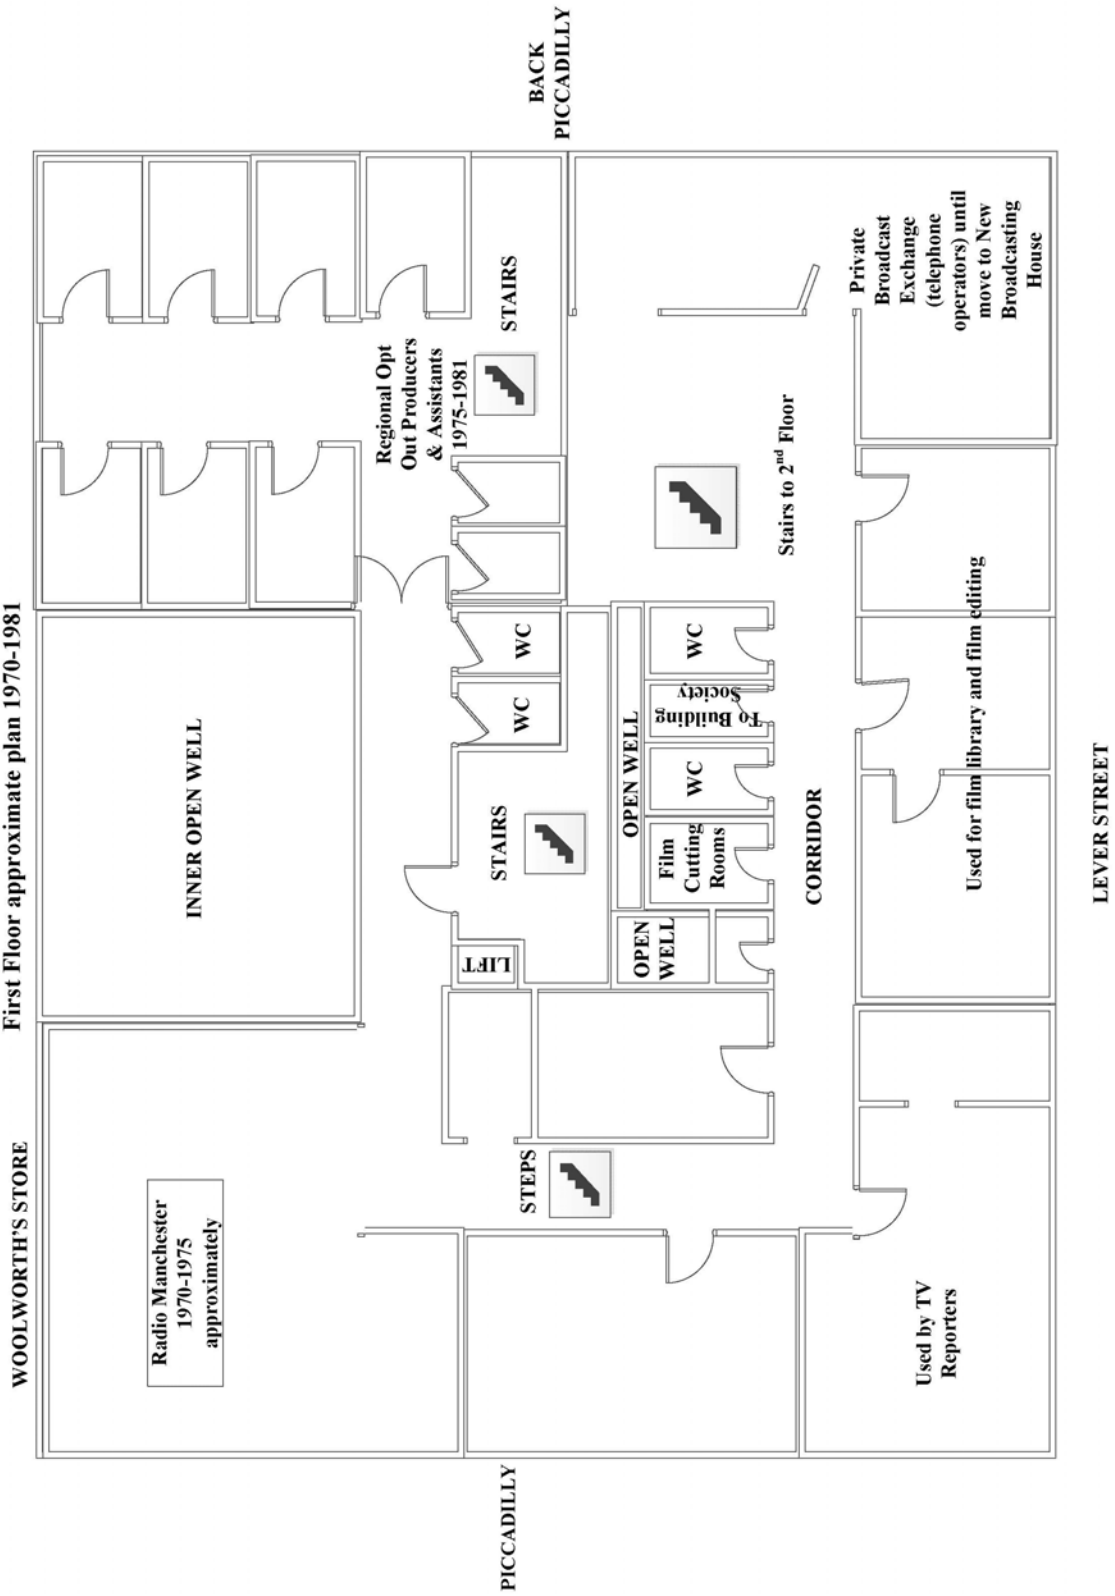 First Floor approximate plan 1970-1981
WOOLWORTH'S STORE
Radio Manchester
1970-1975
approximately
INNER OPEN WELL
Regional Opt
Out Producers
& Assistants
1975-1981
STAIRS
BACK
PICCADILLY
PICCADILLY
STEPS
LIFT
STAIRS
WC
WC
OPEN
WELL
OPEN WELL
Film
Cutting
Rooms
WC
To Building
Society
WC
Stairs to 2nd Floor
CORRIDOR
Private
Broadcast
Exchange
(telephone
operators) until
move to New
Broadcasting
House
Used by TV
Reporters
Used for film library and film editing
LEVER STREET